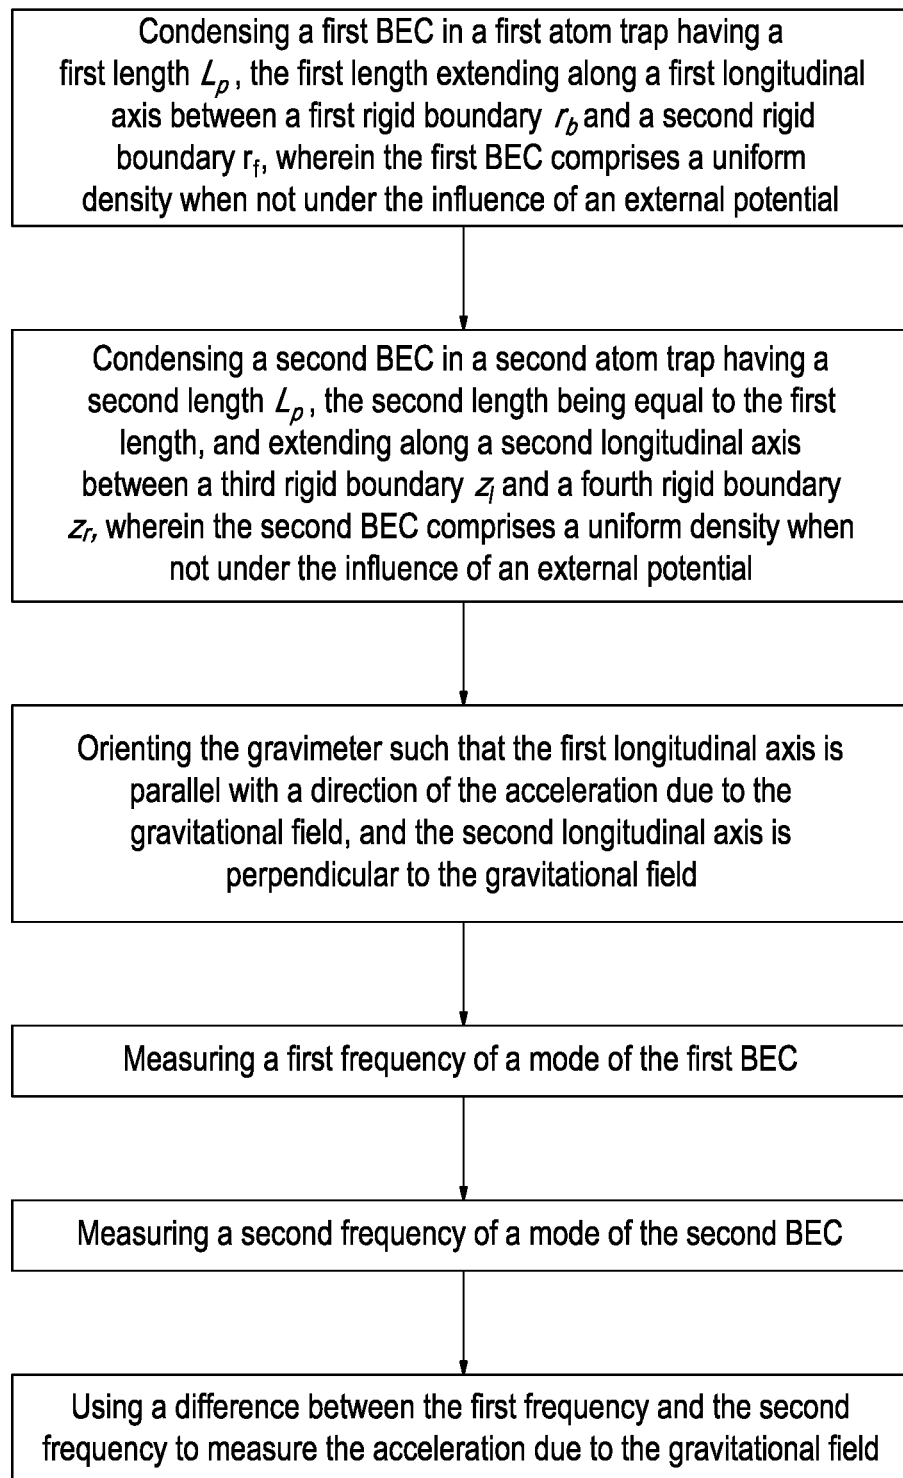 Condensing a first BEC in a first atom trap having a
first length Lp, the first length extending along a first longitudinal
axis between a first rigid boundary rb and a second rigid
boundary rf, wherein the first BEC comprises a uniform
density when not under the influence of an external potential
Condensing a second BEC in a second atom trap having a
second length Lp, the second length being equal to the first
length, and extending along a second longitudinal axis
between a third rigid boundary zl and a fourth rigid boundary
zr, wherein the second BEC comprises a uniform density when
not under the influence of an external potential
Orienting the gravimeter such that the first longitudinal axis is
parallel with a direction of the acceleration due to the
gravitational field, and the second longitudinal axis is
perpendicular to the gravitational field
Measuring a first frequency of a mode of the first BEC
Measuring a second frequency of a mode of the second BEC
Using a difference between the first frequency and the second
frequency to measure the acceleration due to the gravitational field